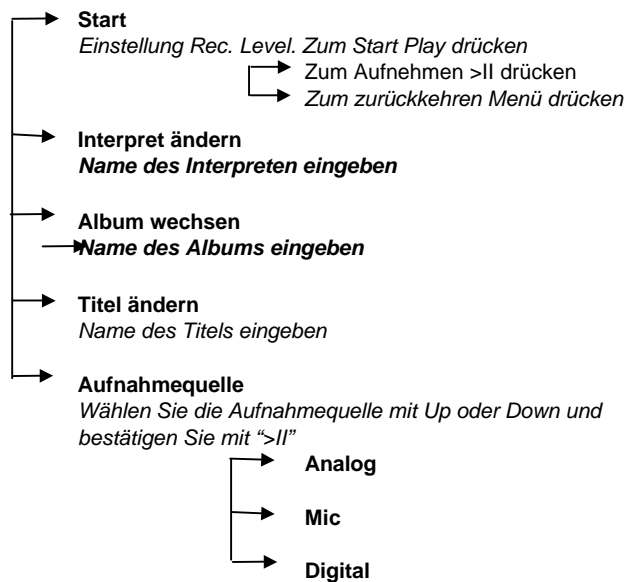 Start
Einstellung Rec. Level. Zum Start Play drücken
Zum Aufnehmen >II drücken
Zum zurückkehren Menü drücken
Interpret ändern
Name des Interpreten eingeben
Album wechsen
Name des Albums eingeben
Titel ändern
Name des Titels eingeben
Aufnahmequelle
Wählen Sie die Aufnahmequelle mit Up oder Down und
bestätigen Sie mit “>II”
Analog
Mic
Digital